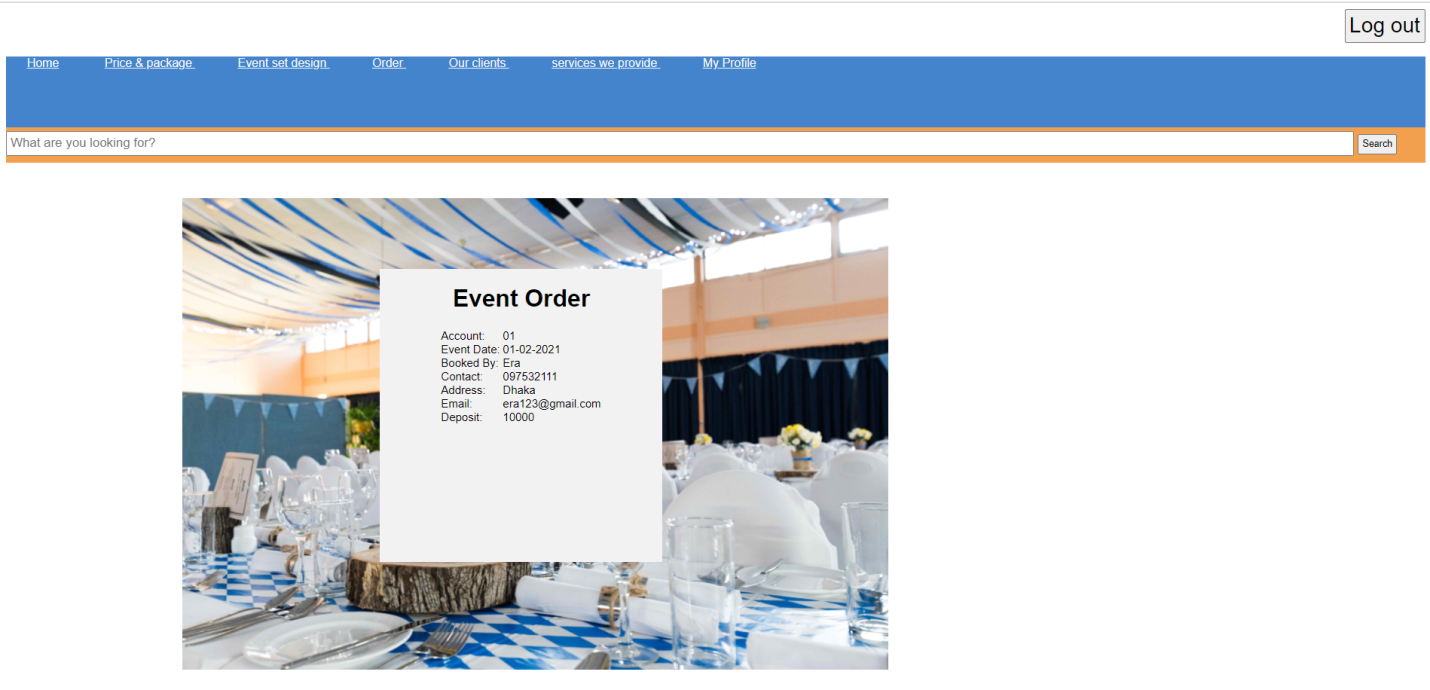 Log out
Home Price & package Event set design Order Our clients services we provide My Profile
What are you looking for? Search
Event Order
Account: 01
Event Date: 01-02-2021
Booked By: Era
Contact: 097532111
Address: Dhaka
Email: era123@gmail.com
Deposit: 10000